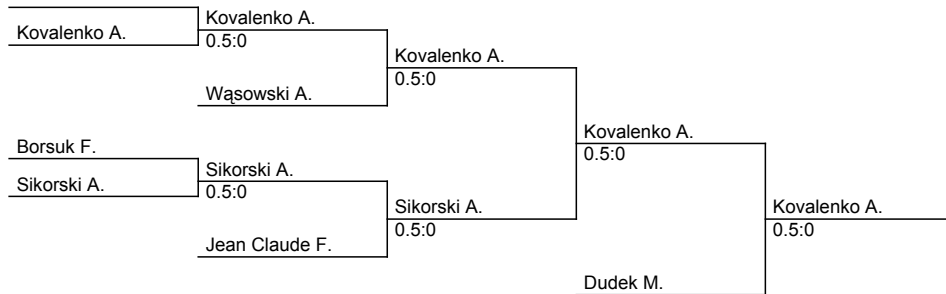 Kovalenko A.
Kovalenko A.
0.5:0
Kovalenko A.
0.5:0
Wąsowski A.
Kovalenko A.
0.5:0
Borsuk F.
Sikorski A.
Sikorski A.
0.5:0
Sikorski A.
0.5:0
Kovalenko A.
0.5:0
Jean Claude F.
Dudek M.